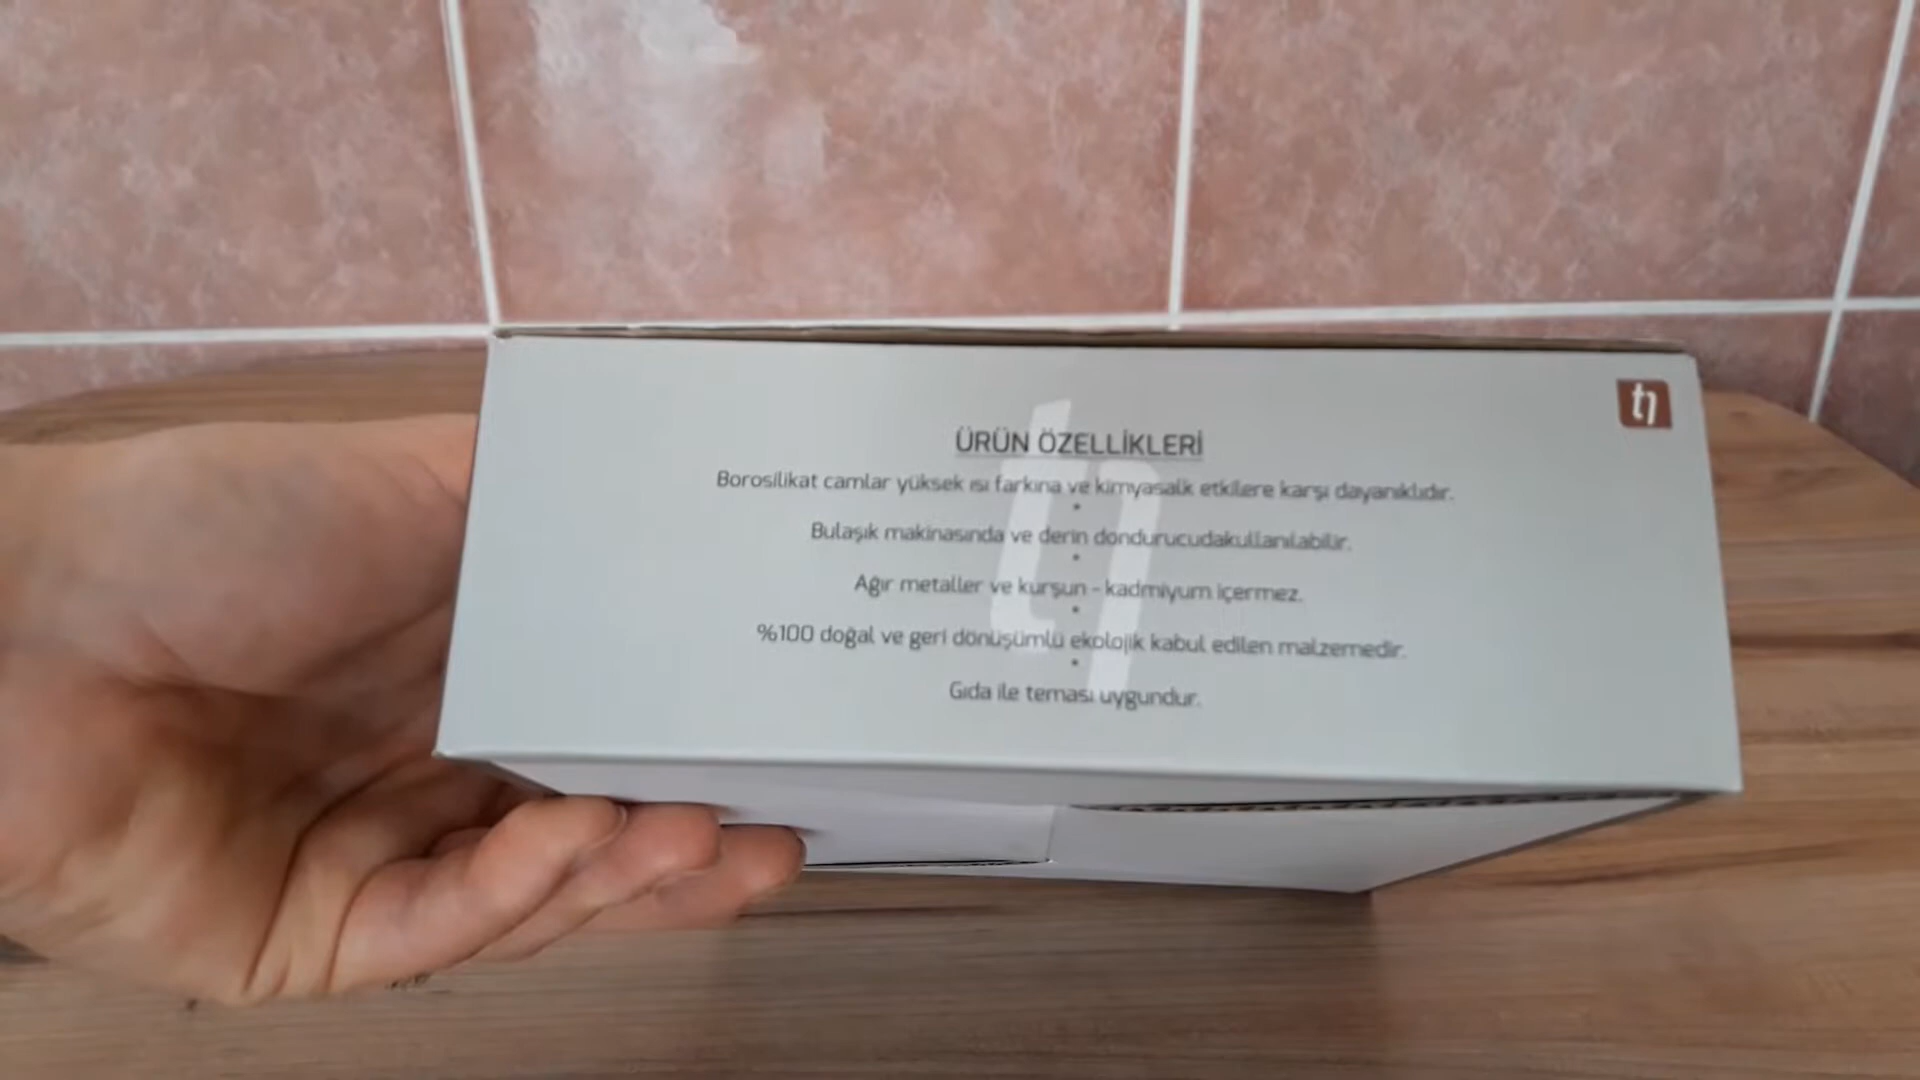 ÜRÜN ÖZELLİKLERİ
Borosilikat camlar yüksek ısı farkına ve kimyasalk etkilere karşı dayanıklıdır.
Bulaşık makinasında ve derin dondurucudakullanılabilir.
Ağır metaller ve kurşun - kadmiyum içermez.
%100 doğal ve geri dönüşümlü ekolojik kabul edilen malzemedir.
Gıda ile teması uygundur.